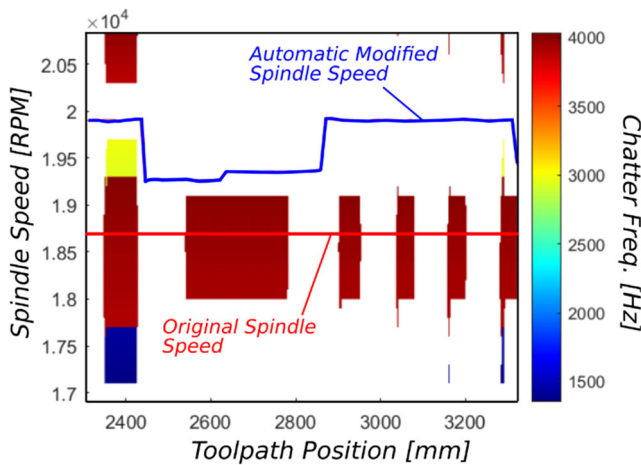 ×10⁴
2.05
2
1.95
1.9
1.85
1.8
1.75
1.7
Spindle Speed [RPM]
Automatic Modified
Spindle Speed
Original Spindle
Speed
2400
2600
2800
3000
3200
Toolpath Position [mm]
4000
3500
3000
2500
2000
1500
Chatter Freq. [Hz]